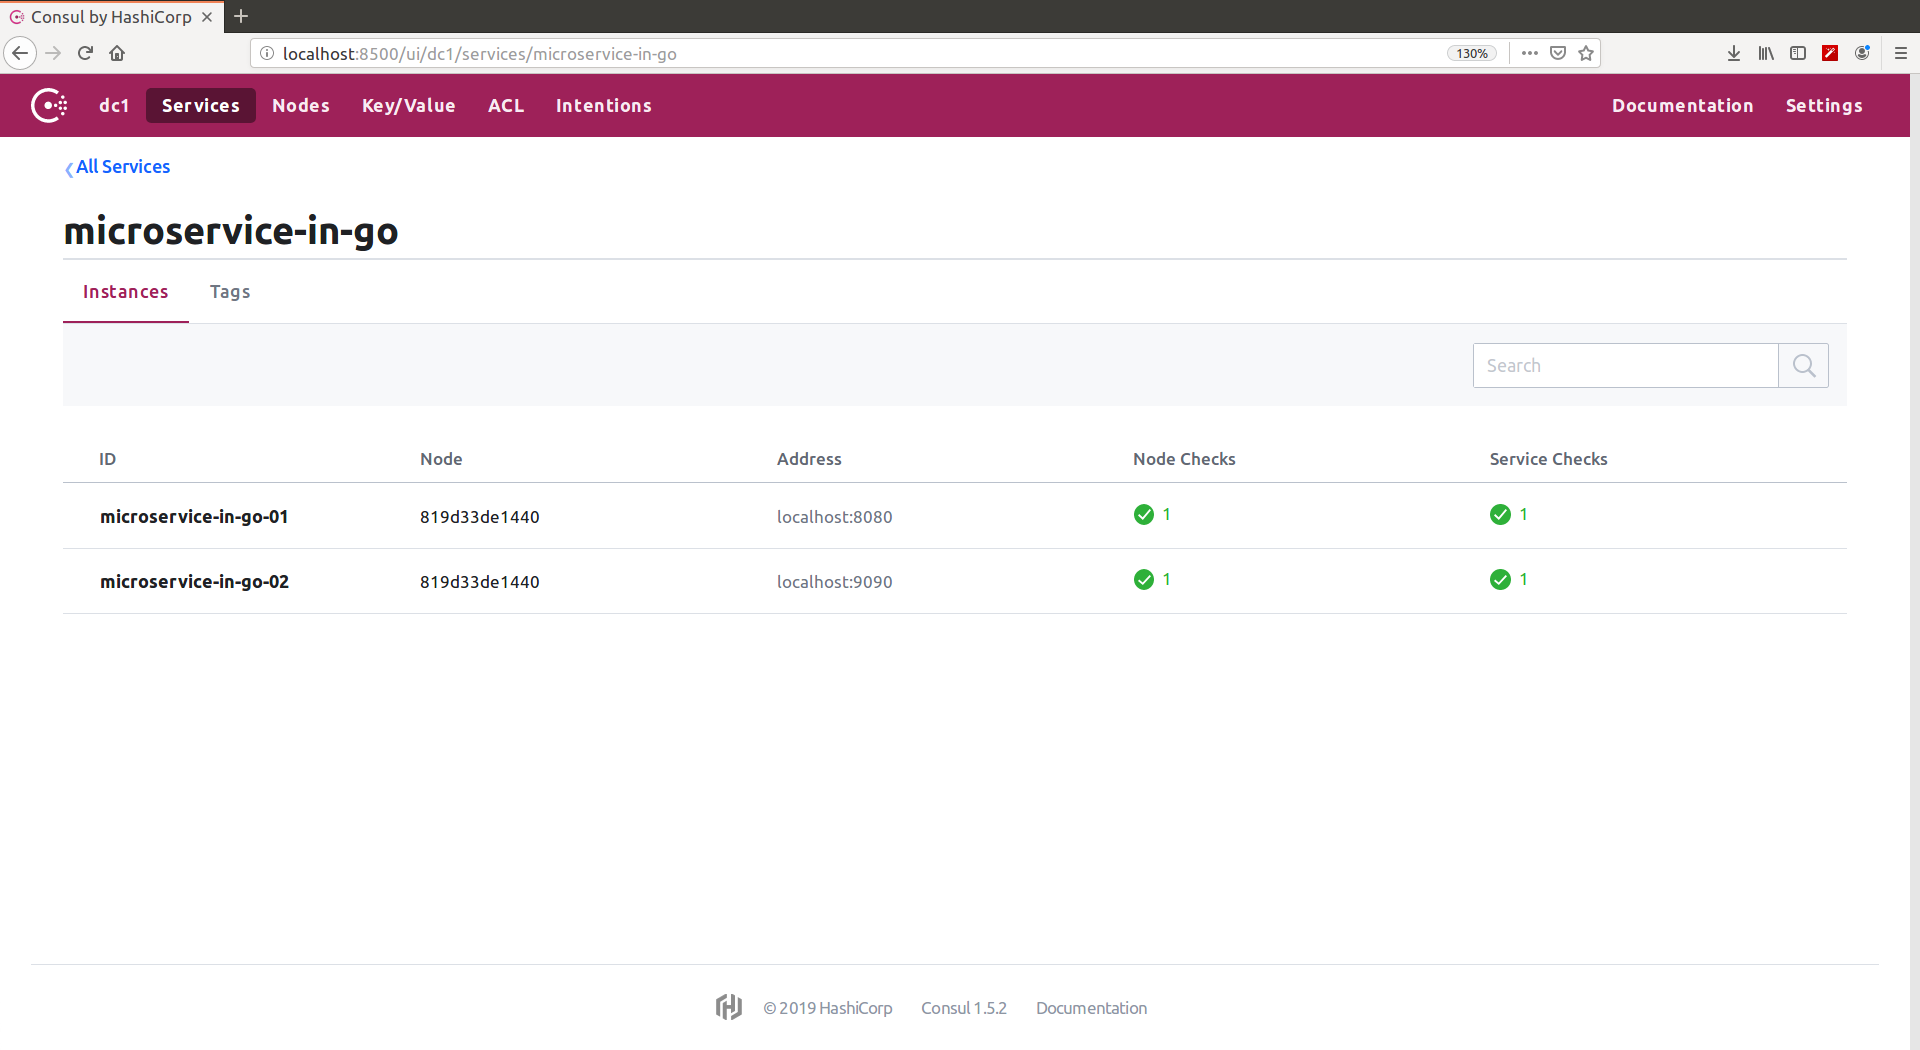 Consul by HashiCorp
localhost:8500/ui/dc1/services/microservice-in-go 130%
dc1 Services Nodes Key/Value ACL Intentions Documentation Settings
All Services
microservice-in-go
Instances Tags
Search
ID Node Address Node Checks Service Checks
microservice-in-go-01 819d33de1440 localhost:8080 1 1
microservice-in-go-02 819d33de1440 localhost:9090 1 1
© 2019 HashiCorp Consul 1.5.2 Documentation